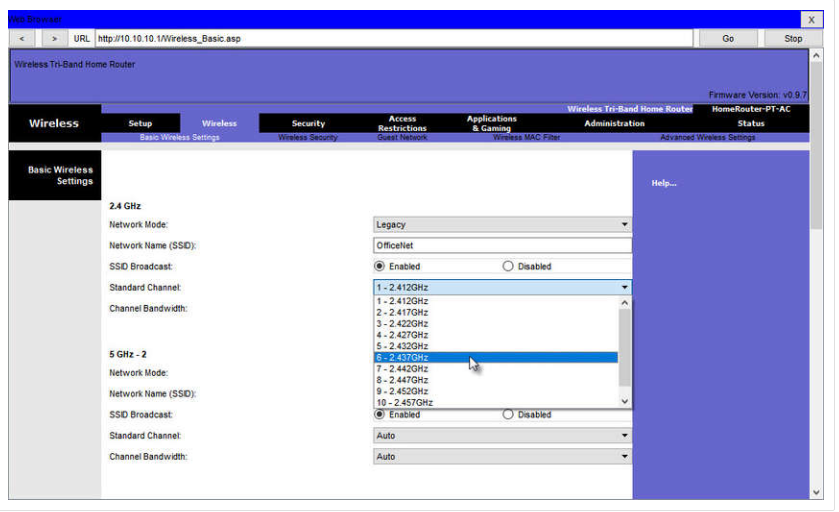 Web Browser X
< > URL http://10.10.10.1/Wireless_Basic.asp Go Stop
Wireless Tri-Band Home Router
Firmware Version: v0.9.7
Wireless Tri-Band Home Router HomeRouter-PT-AC
Wireless Setup Wireless Security Access Restrictions Applications & Gaming Administration Status
Basic Wireless Settings Wireless Security Guest Network Wireless MAC Filter Advanced Wireless Settings
Basic Wireless Settings
Help...
2.4 GHz
Network Mode: Legacy
Network Name (SSID): OfficeNet
SSID Broadcast: Enabled Disabled
Standard Channel: 1 - 2.412GHz
Channel Bandwidth:
1 - 2.412GHz
2 - 2.417GHz
3 - 2.422GHz
4 - 2.427GHz
5 - 2.432GHz
6 - 2.437GHz
7 - 2.442GHz
8 - 2.447GHz
9 - 2.452GHz
10 - 2.457GHz
5 GHz - 2
Network Mode:
Network Name (SSID):
SSID Broadcast: Enabled Disabled
Standard Channel: Auto
Channel Bandwidth: Auto